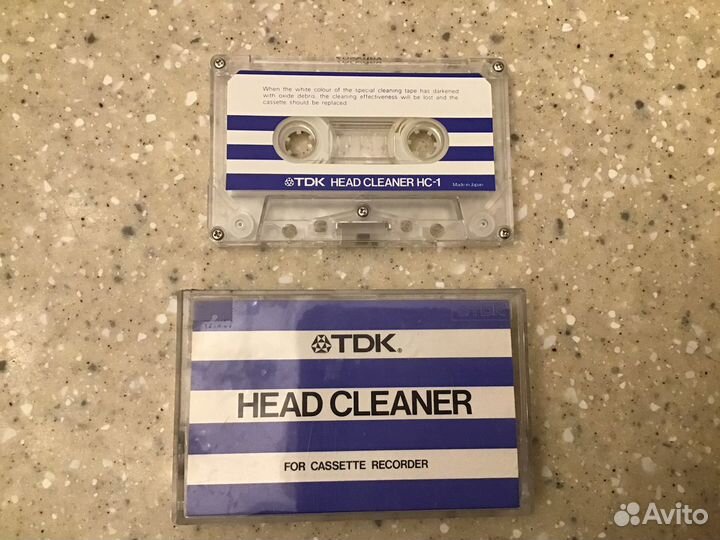 When the white colour of the special cleaning tape has darkened
with oxide debris, the cleaning effectiveness will be lost and the
cassette should be replaced.
TDK HEAD CLEANER HC-1 Made in Japan
TDK
TDK®
HEAD CLEANER
FOR CASSETTE RECORDER
Avito